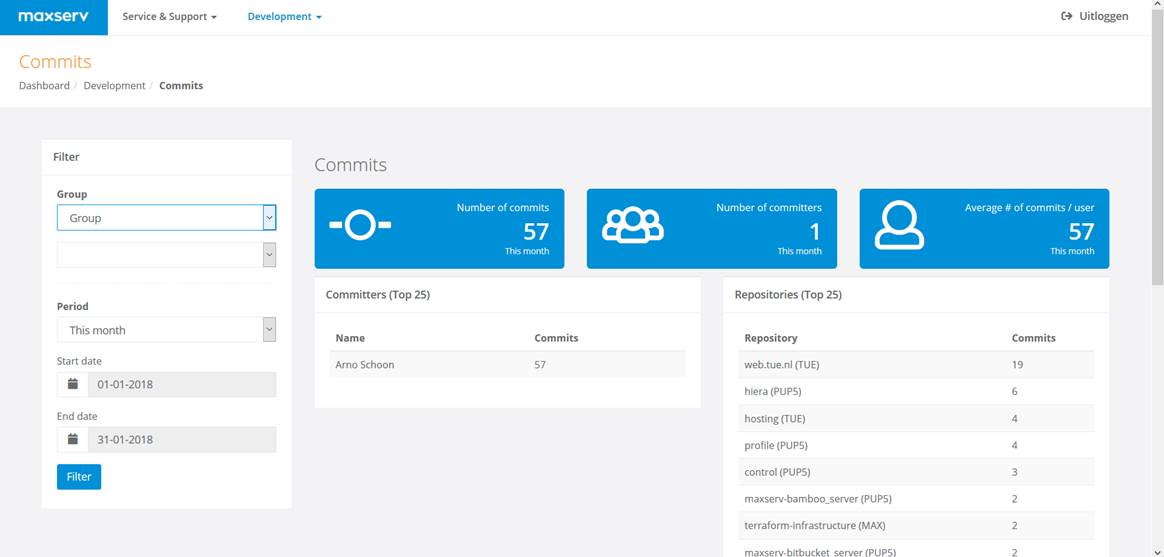 maxserv
Service & Support
Development
Uitloggen
Commits
Dashboard / Development / Commits
Filter
Group
Group
Period
This month
Start date
01-01-2018
End date
31-01-2018
Filter
Commits
Number of commits
57
This month
Number of committers
1
This month
Average # of commits / user
57
This month
Committers (Top 25)
Name Commits
Arno Schoon 57
Repositories (Top 25)
Repository Commits
web.tue.nl (TUE) 19
hiera (PUP5) 6
hosting (TUE) 4
profile (PUP5) 4
control (PUP5) 3
maxserv-bamboo_server (PUP5) 2
terraform-infrastructure (MAX) 2
maxserv-bitbucket_server (PUP5) 2